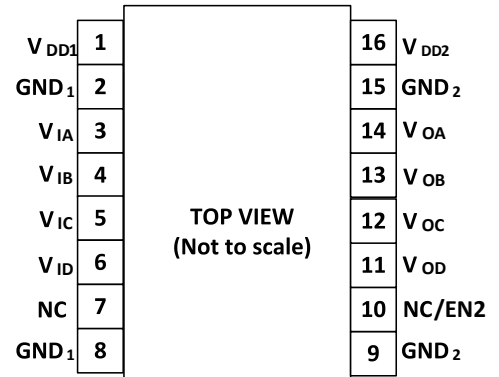 V DD1 1 16 V DD2
GND 1 2 15 GND 2
V IA 3 14 V OA
V IB 4 13 V OB
V IC 5 12 V OC
V ID 6 11 V OD
NC 7 10 NC/EN2
GND 1 8 9 GND 2
TOP VIEW
(Not to scale)